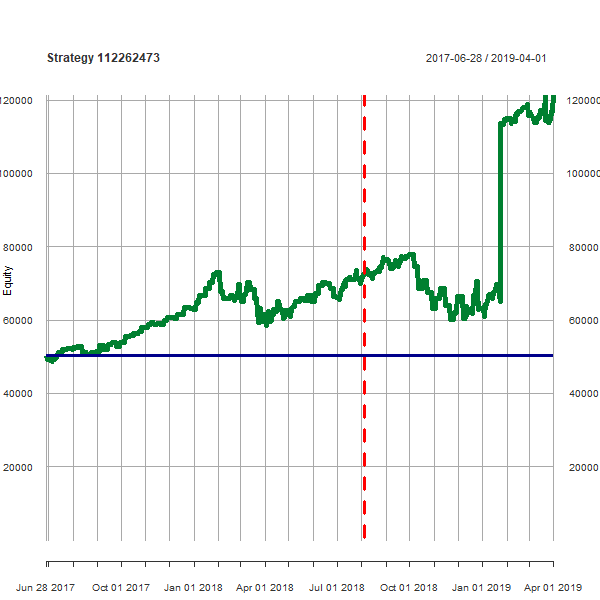 Strategy 112262473 2017-06-28 / 2019-04-01
120000 120000
100000 100000
80000 80000
Equity
60000 60000
40000 40000
20000 20000
Jun 28 2017 Oct 01 2017 Jan 01 2018 Apr 01 2018 Jul 01 2018 Oct 01 2018 Jan 01 2019 Apr 01 2019